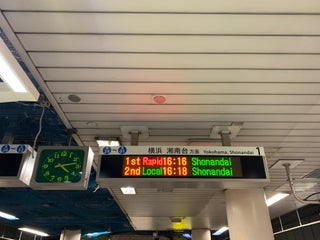 横浜 湘南台 方面 Yokohama, Shonandai 1
1st Rapid 16:16 Shonandai
2nd Local 16:18 Shonandai